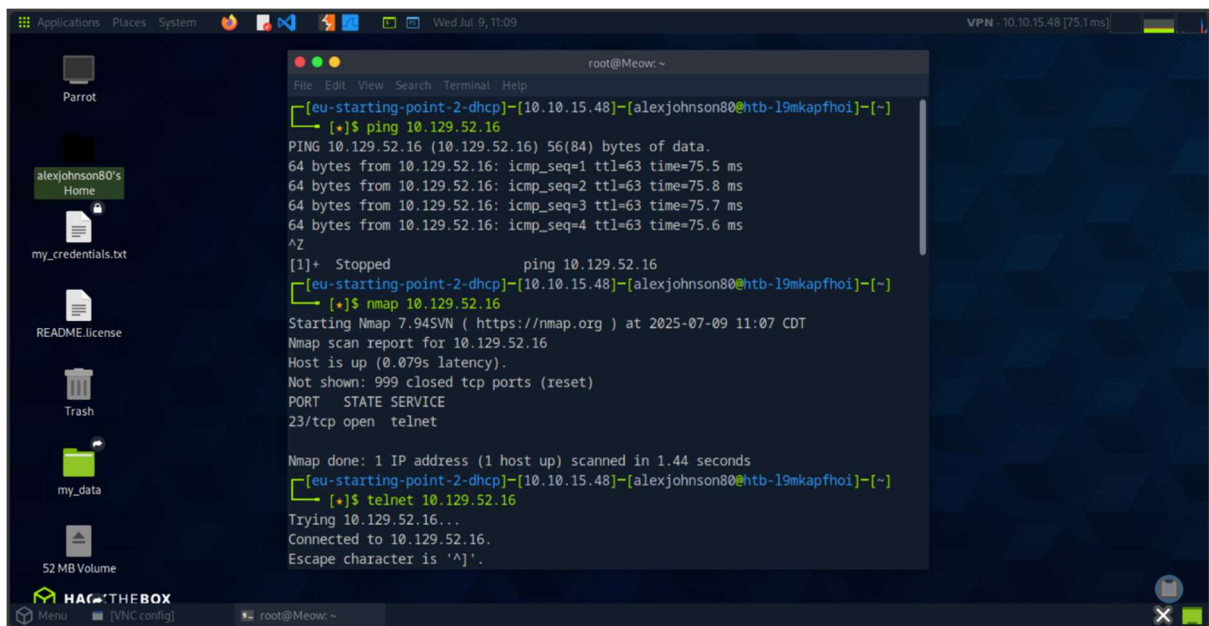 Applications Places System
Wed Jul 9, 11:09
VPN - 10.10.15.48 [75.1 ms]
Parrot
alexjohnson80's
Home
my_credentials.txt
README.license
Trash
my_data
52 MB Volume
HACKTHEBOX
root@Meow: ~
File Edit View Search Terminal Help
┌─[eu-starting-point-2-dhcp]─[10.10.15.48]─[alexjohnson80@htb-l9mkapfhoi]─[~]
└──╼ [★]$ ping 10.129.52.16
PING 10.129.52.16 (10.129.52.16) 56(84) bytes of data.
64 bytes from 10.129.52.16: icmp_seq=1 ttl=63 time=75.5 ms
64 bytes from 10.129.52.16: icmp_seq=2 ttl=63 time=75.8 ms
64 bytes from 10.129.52.16: icmp_seq=3 ttl=63 time=75.7 ms
64 bytes from 10.129.52.16: icmp_seq=4 ttl=63 time=75.6 ms
^Z
[1]+  Stopped                 ping 10.129.52.16
┌─[eu-starting-point-2-dhcp]─[10.10.15.48]─[alexjohnson80@htb-l9mkapfhoi]─[~]
└──╼ [★]$ nmap 10.129.52.16
Starting Nmap 7.94SVN ( https://nmap.org ) at 2025-07-09 11:07 CDT
Nmap scan report for 10.129.52.16
Host is up (0.079s latency).
Not shown: 999 closed tcp ports (reset)
PORT   STATE SERVICE
23/tcp open  telnet
Nmap done: 1 IP address (1 host up) scanned in 1.44 seconds
┌─[eu-starting-point-2-dhcp]─[10.10.15.48]─[alexjohnson80@htb-l9mkapfhoi]─[~]
└──╼ [★]$ telnet 10.129.52.16
Trying 10.129.52.16...
Connected to 10.129.52.16.
Escape character is '^]'.
Menu
[VNC config]
root@Meow: ~